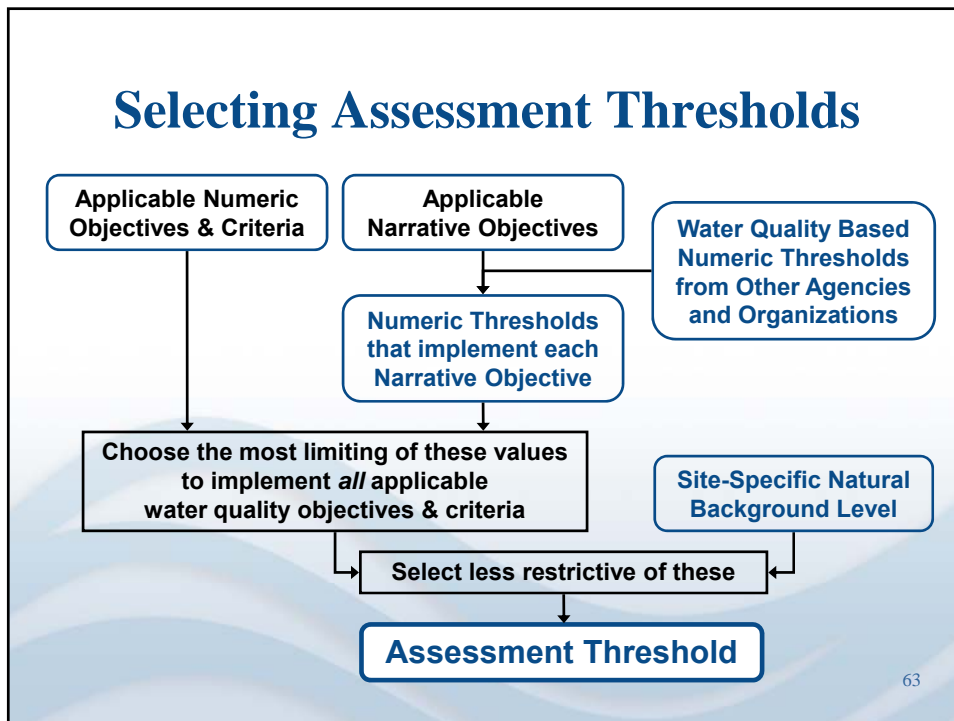 Selecting Assessment Thresholds
Applicable Numeric
Objectives & Criteria
Applicable
Narrative Objectives
Water Quality Based
Numeric Thresholds
from Other Agencies
and Organizations
Numeric Thresholds
that implement each
Narrative Objective
Choose the most limiting of these values
to implement all applicable
water quality objectives & criteria
Site-Specific Natural
Background Level
Select less restrictive of these
Assessment Threshold
63